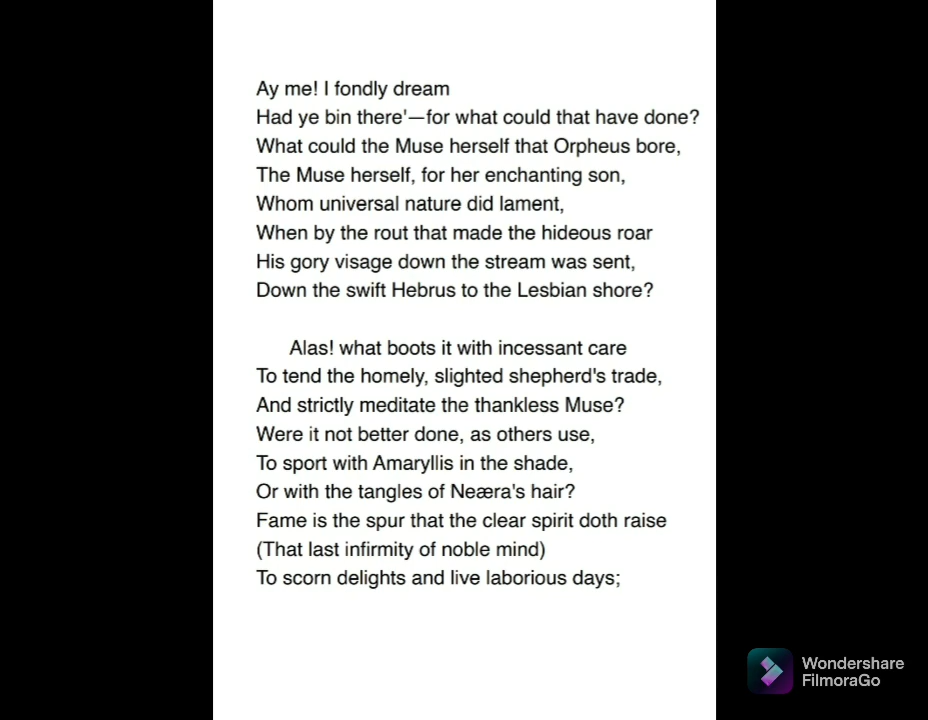 Ay me! I fondly dream
Had ye bin there'—for what could that have done?
What could the Muse herself that Orpheus bore,
The Muse herself, for her enchanting son,
Whom universal nature did lament,
When by the rout that made the hideous roar
His gory visage down the stream was sent,
Down the swift Hebrus to the Lesbian shore?
Alas! what boots it with incessant care
To tend the homely, slighted shepherd's trade,
And strictly meditate the thankless Muse?
Were it not better done, as others use,
To sport with Amaryllis in the shade,
Or with the tangles of Neæra's hair?
Fame is the spur that the clear spirit doth raise
(That last infirmity of noble mind)
To scorn delights and live laborious days;
Wondershare
FilmoraGo